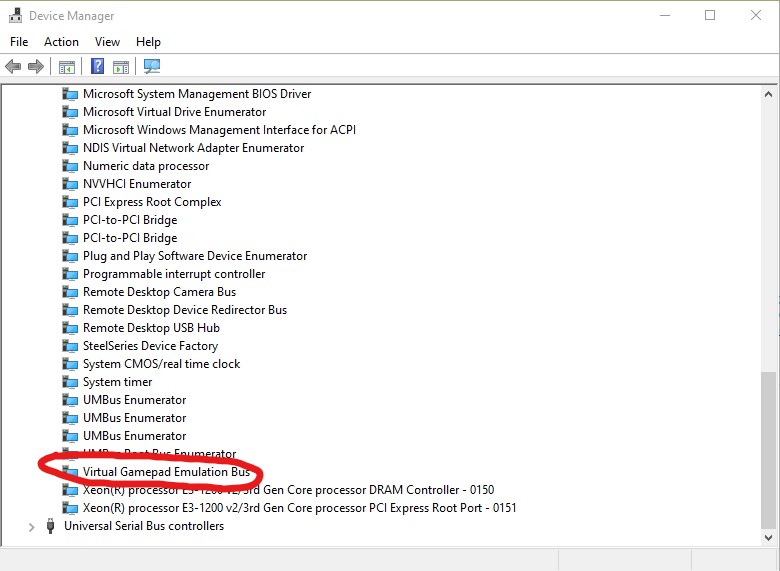 Device Manager
File Action View Help
Microsoft System Management BIOS Driver
Microsoft Virtual Drive Enumerator
Microsoft Windows Management Interface for ACPI
NDIS Virtual Network Adapter Enumerator
Numeric data processor
NVVHCI Enumerator
PCI Express Root Complex
PCI-to-PCI Bridge
PCI-to-PCI Bridge
Plug and Play Software Device Enumerator
Programmable interrupt controller
Remote Desktop Camera Bus
Remote Desktop Device Redirector Bus
Remote Desktop USB Hub
SteelSeries Device Factory
System CMOS/real time clock
System timer
UMBus Enumerator
UMBus Enumerator
UMBus Enumerator
UMBus Root Bus Enumerator
Virtual Gamepad Emulation Bus
Xeon(R) processor E3-1200 v2/3rd Gen Core processor DRAM Controller - 0150
Xeon(R) processor E3-1200 v2/3rd Gen Core processor PCI Express Root Port - 0151
Universal Serial Bus controllers